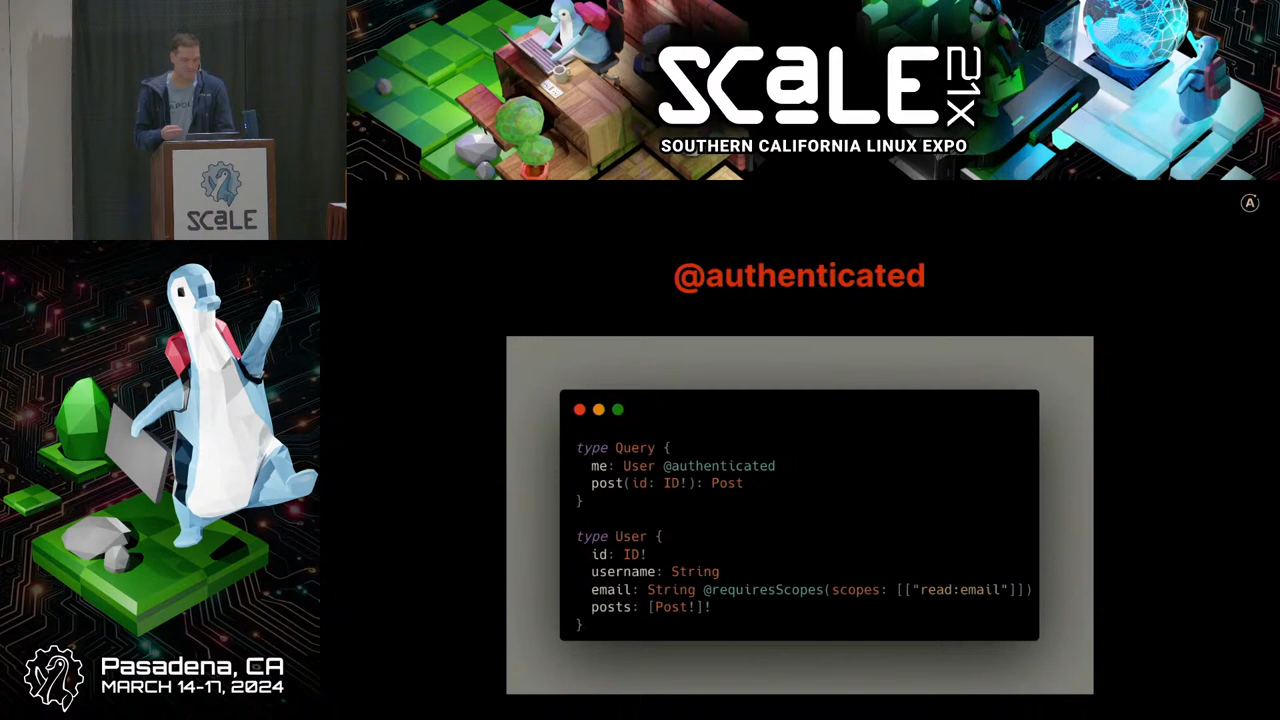 SCaLE 21X
SOUTHERN CALIFORNIA LINUX EXPO
SCaLE
A
@authenticated
type Query {
me: User @authenticated
post(id: ID!): Post
}
type User {
id: ID!
username: String
email: String @requiresScopes(scopes: [["read:email"]])
posts: [Post!]!
}
Pasadena, CA
MARCH 14-17, 2024